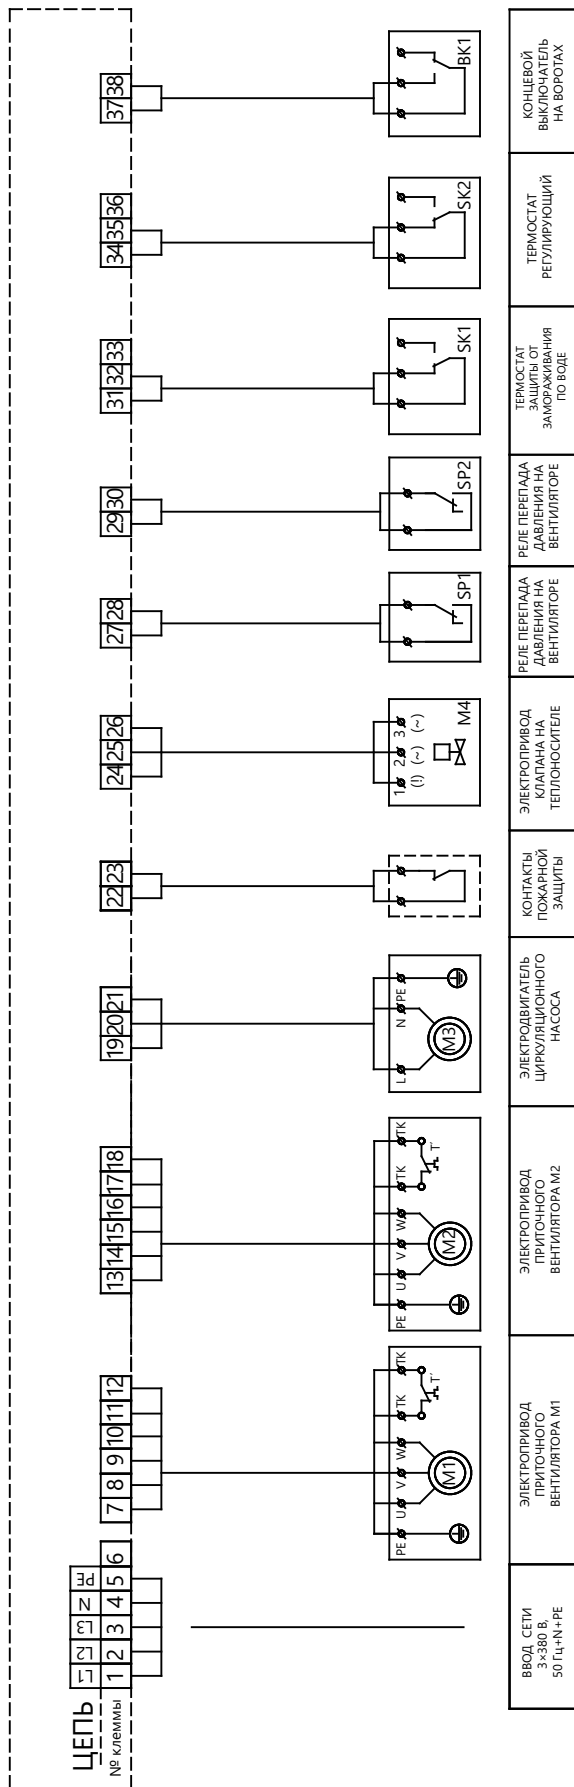 ЦЕПЬ
L1 L2 L3 N PE
№ клеммы
1 2 3 4 5 6
7 8 9 10 11 12
13 14 15 16 17 18
19 20 21
22 23
24 25 26
27 28
29 30
31 32 33
34 35 36
37 38
PE U V W TK TK
M1
T'
PE U V W TK TK
M2
T'
L N PE
M3
1 2 3
(!) (~) (~)
M4
SP1
SP2
SK1
SK2
BK1
ВВОД СЕТИ
3×380 В,
50 Гц+N+PE
ЭЛЕКТРОПРИВОД
ПРИТОЧНОГО
ВЕНТИЛЯТОРА М1
ЭЛЕКТРОПРИВОД
ПРИТОЧНОГО
ВЕНТИЛЯТОРА М2
ЭЛЕКТРОДВИГАТЕЛЬ
ЦИРКУЛЯЦИОННОГО
НАСОСА
КОНТАКТЫ
ПОЖАРНОЙ
ЗАЩИТЫ
ЭЛЕКТРОПРИВОД
КЛАПАНА НА
ТЕПЛОНОСИТЕЛЕ
РЕЛЕ ПЕРЕПАДА
ДАВЛЕНИЯ НА
ВЕНТИЛЯТОРЕ
РЕЛЕ ПЕРЕПАДА
ДАВЛЕНИЯ НА
ВЕНТИЛЯТОРЕ
ТЕРМОСТАТ
ЗАЩИТЫ ОТ
ЗАМОРАЖИВАНИЯ
ПО ВОДЕ
ТЕРМОСТАТ
РЕГУЛИРУЮЩИЙ
КОНЦЕВОЙ
ВЫКЛЮЧАТЕЛЬ
НА ВОРОТАХ